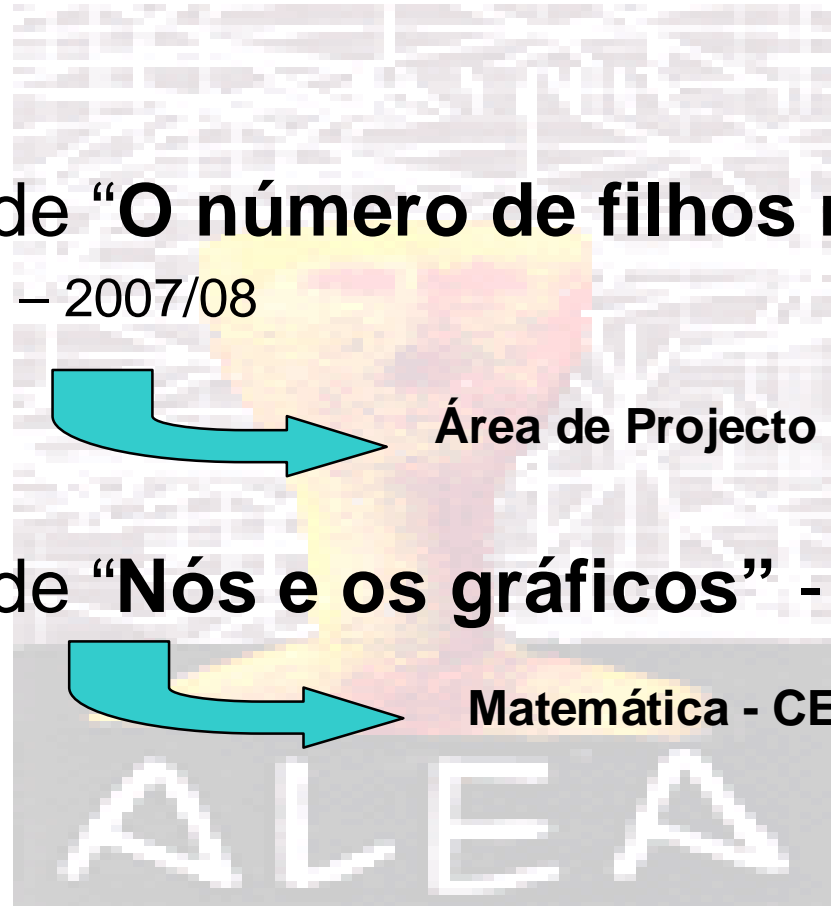 de “O número de filhos
– 2007/08
Área de Projecto
de “Nós e os gráficos” -
Matemática - CE
ALEA